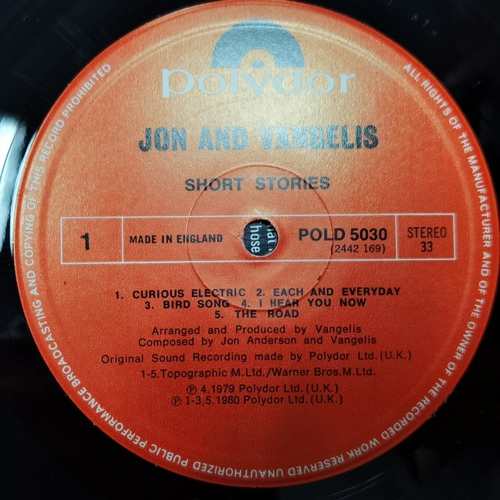 polydor
JON AND VANGELIS
SHORT STORIES
1
MADE IN ENGLAND
POLD 5030
(2442 169)
STEREO
33
hose
1. CURIOUS ELECTRIC 2. EACH AND EVERYDAY
3. BIRD SONG 4. I HEAR YOU NOW
5. THE ROAD
Arranged and Produced by Vangelis
Composed by Jon Anderson and Vangelis
Original Sound Recording made by Polydor Ltd.(U.K.)
1-5.Topographic M.Ltd./Warner Bros.M.Ltd.
℗ 4.1979 Polydor Ltd.(U.K.)
℗ 1-3,5.1980 Polydor Ltd.(U.K.)
ALL RIGHTS OF THE MANUFACTURER AND OF THE OWNER OF THE RECORDED WORK RESERVED UNAUTHORIZED PUBLIC PERFORMANCE BROADCASTING AND COPYING OF THIS RECORD PROHIBITED